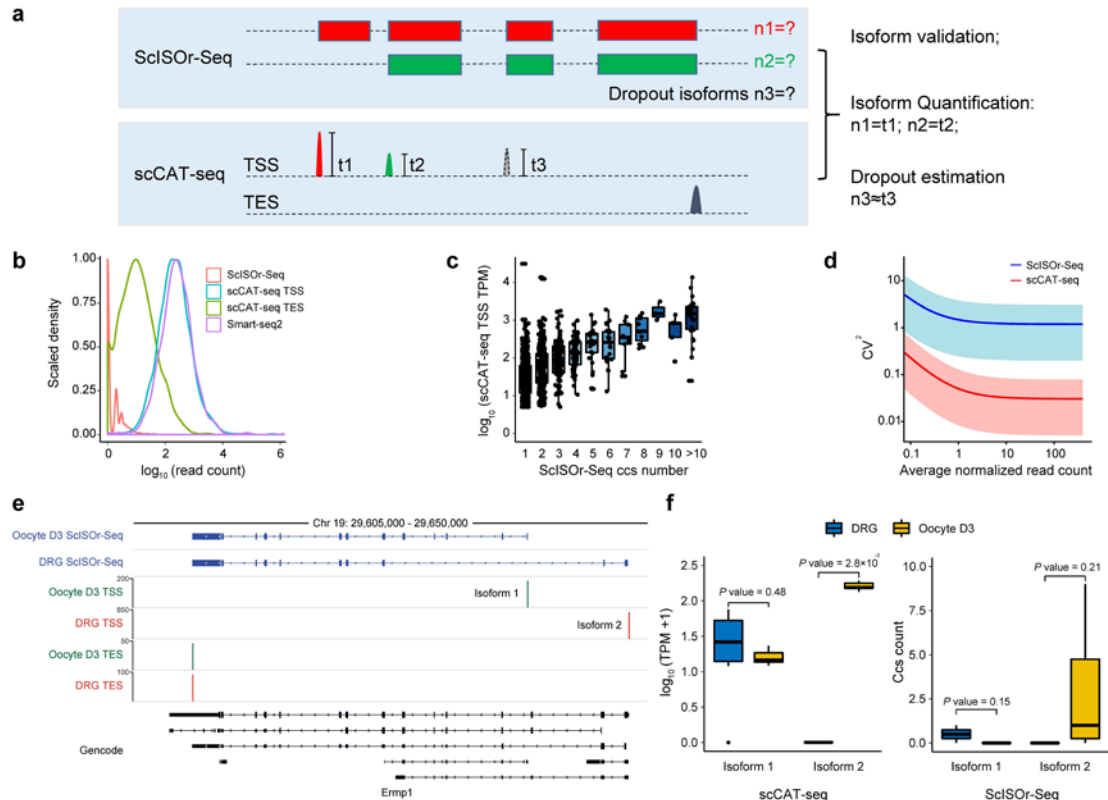 a
ScISOr-Seq
n1=?
n2=?
Dropout isoforms n3=?
scCAT-seq
TSS
t1
t2
t3
TES
Isoform validation;
Isoform Quantification:
n1=t1; n2=t2;
Dropout estimation
n3≈t3
b
Scaled density
1.00
0.75
0.50
0.25
0.00
0
2
4
6
log10 (read count)
ScISOr-Seq
scCAT-seq TSS
scCAT-seq TES
Smart-seq2
c
log10 (scCAT-seq TSS TPM)
4
3
2
1
0
1 2 3 4 5 6 7 8 9 10 >10
ScISOr-Seq ccs number
d
CV2
10
1
0.1
0.01
0.1 1 10 100
Average normalized read count
ScISOr-Seq
scCAT-seq
e
Chr 19: 29,605,000 - 29,650,000
Oocyte D3 ScISOr-Seq
DRG ScISOr-Seq
200
Oocyte D3 TSS
Isoform 1
850
DRG TSS
Isoform 2
50
Oocyte D3 TES
100
DRG TES
Gencode
Ermp1
f
DRG
Oocyte D3
log10 (TPM +1)
2.5
2.0
1.5
1.0
0.5
0.0
P value = 0.48
P value = 2.8×10-3
Isoform 1
Isoform 2
scCAT-seq
Ccs count
10.0
7.5
5.0
2.5
0.0
P value = 0.15
P value = 0.21
Isoform 1
Isoform 2
ScISOr-Seq